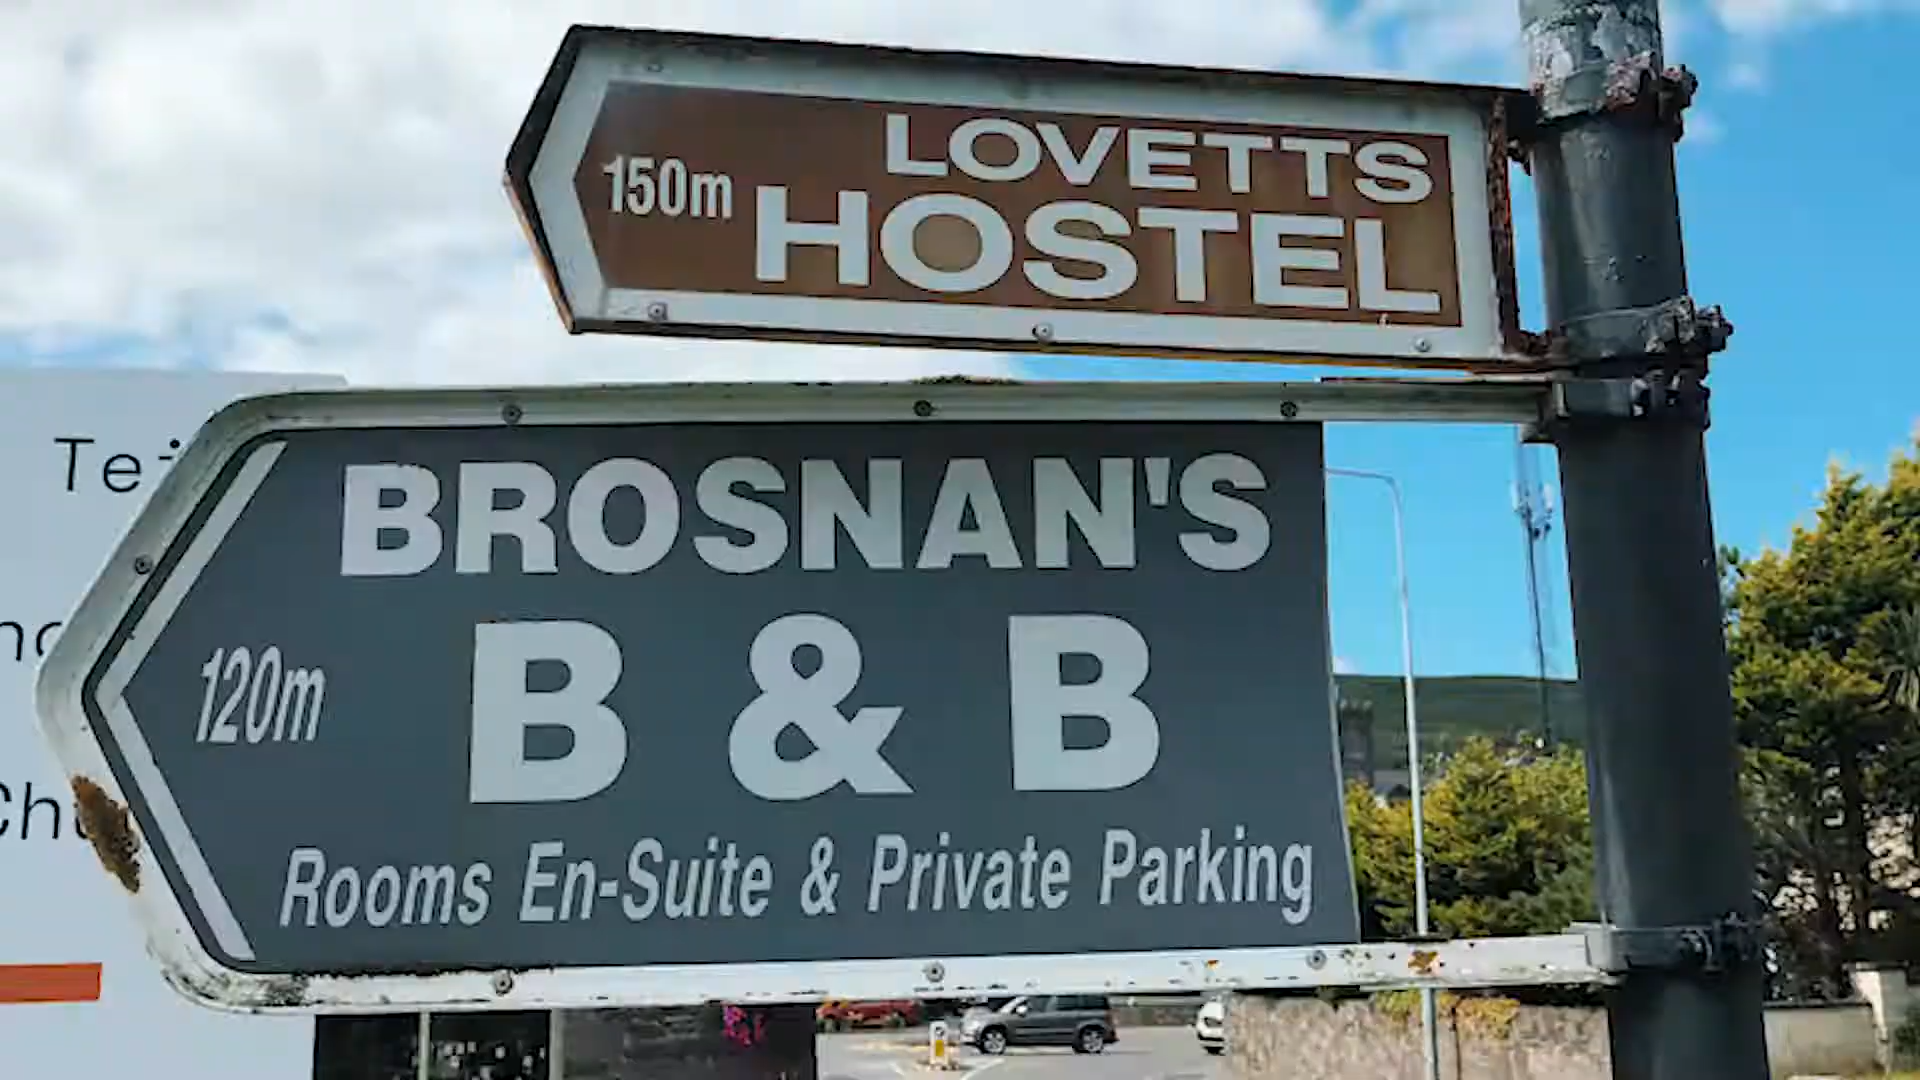 LOVETTS
150m HOSTEL
BROSNAN'S
120m B & B
Rooms En-Suite & Private Parking